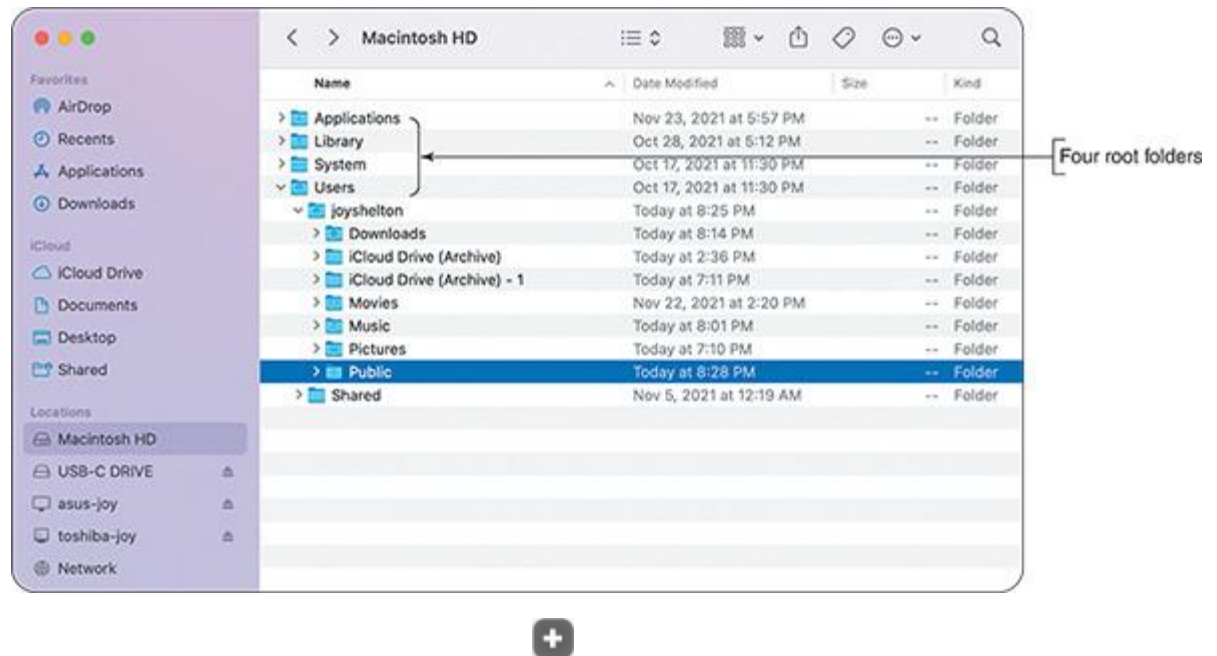 Macintosh HD
Favorites
AirDrop
Recents
Applications
Downloads
iCloud
iCloud Drive
Documents
Desktop
Shared
Locations
Macintosh HD
USB-C DRIVE
asus-joy
toshiba-joy
Network
Name Date Modified Size Kind
Applications Nov 23, 2021 at 5:57 PM -- Folder
Library Oct 28, 2021 at 5:12 PM -- Folder
System Oct 17, 2021 at 11:30 PM -- Folder
Users Oct 17, 2021 at 11:30 PM -- Folder
joyshelton Today at 8:25 PM -- Folder
Downloads Today at 8:14 PM -- Folder
iCloud Drive (Archive) Today at 2:36 PM -- Folder
iCloud Drive (Archive) - 1 Today at 7:11 PM -- Folder
Movies Nov 22, 2021 at 2:20 PM -- Folder
Music Today at 8:01 PM -- Folder
Pictures Today at 7:10 PM -- Folder
Public Today at 8:28 PM -- Folder
Shared Nov 5, 2021 at 12:19 AM -- Folder
Four root folders